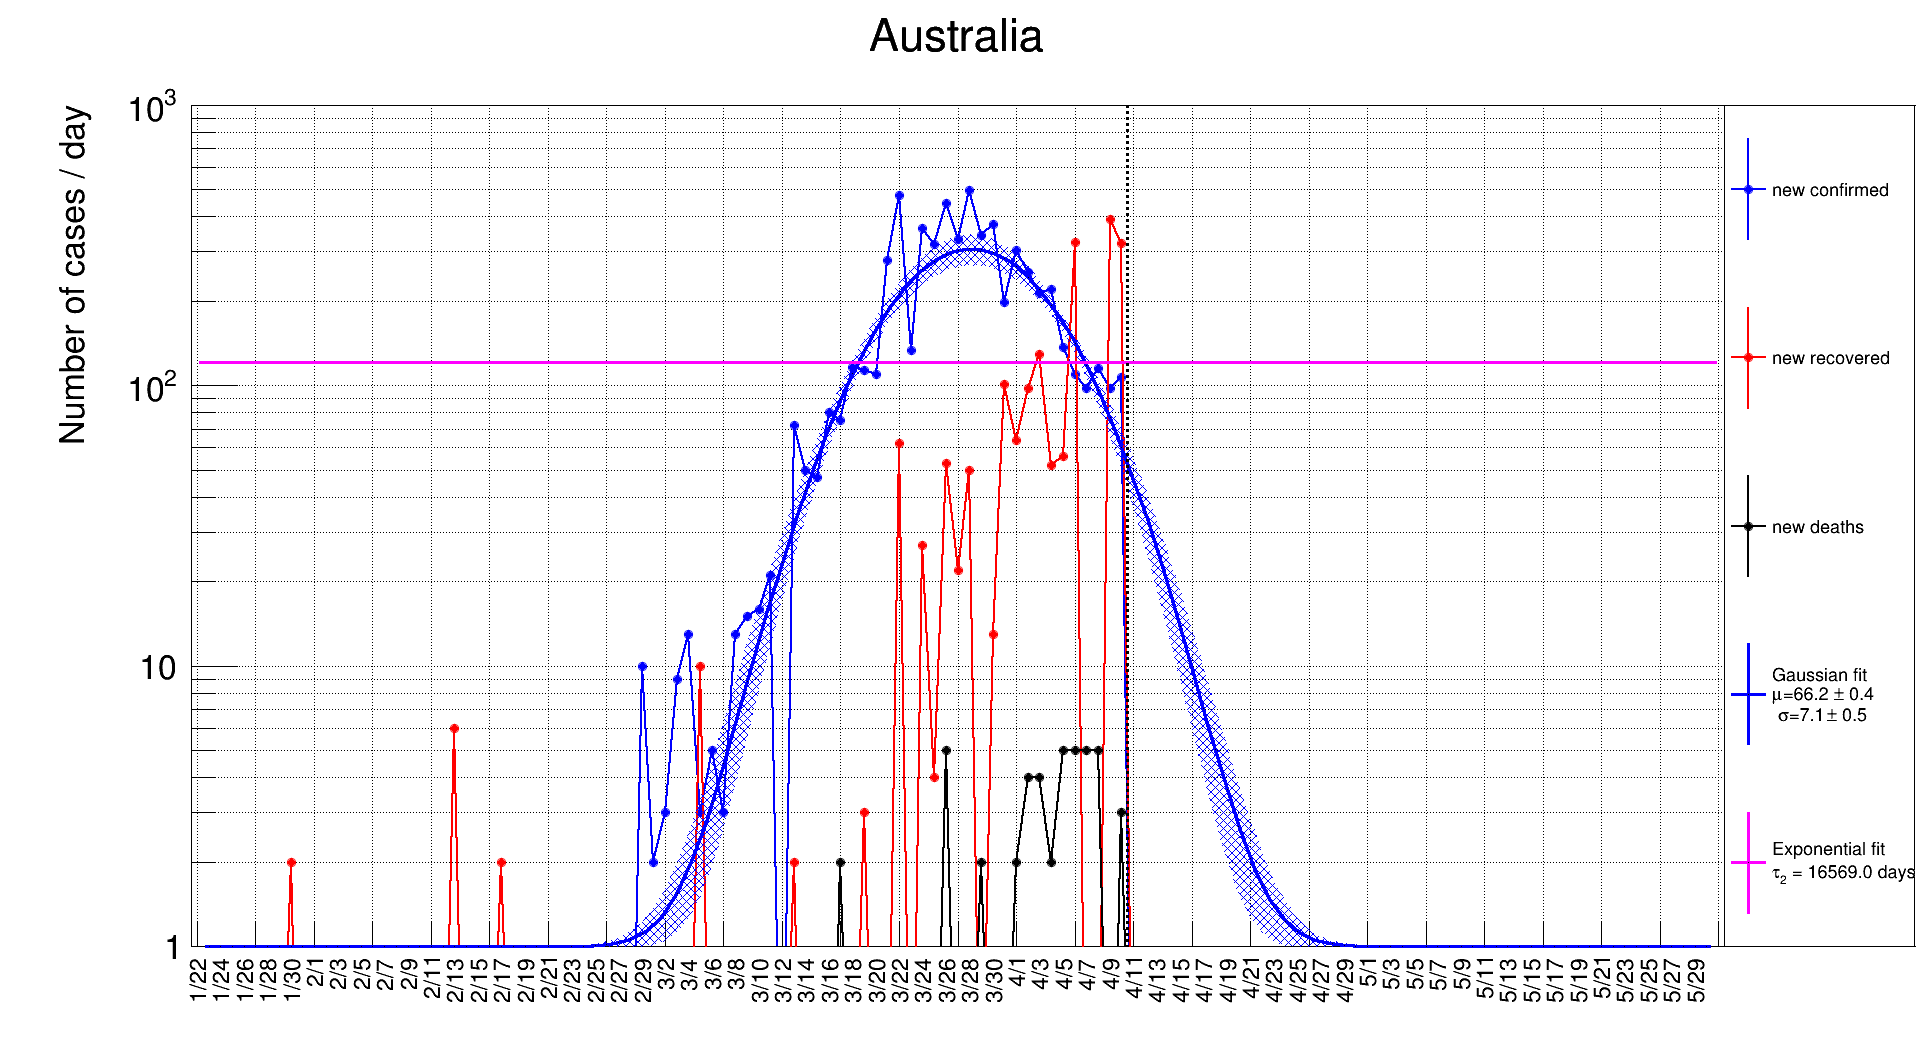 Australia
Number of cases / day
10³
10²
10
1
1/22 1/24 1/26 1/28 1/30 2/1 2/3 2/5 2/7 2/9 2/11 2/13 2/15 2/17 2/19 2/21 2/23 2/25 2/27 2/29 3/2 3/4 3/6 3/8 3/10 3/12 3/14 3/16 3/18 3/20 3/22 3/24 3/26 3/28 3/30 4/1 4/3 4/5 4/7 4/9 4/11 4/13 4/15 4/17 4/19 4/21 4/23 4/25 4/27 4/29 5/1 5/3 5/5 5/7 5/9 5/11 5/13 5/15 5/17 5/19 5/21 5/23 5/25 5/27 5/29
new confirmed
new recovered
new deaths
Gaussian fit
μ=66.2 ± 0.4
σ=7.1 ± 0.5
Exponential fit
τ₂ = 16569.0 days